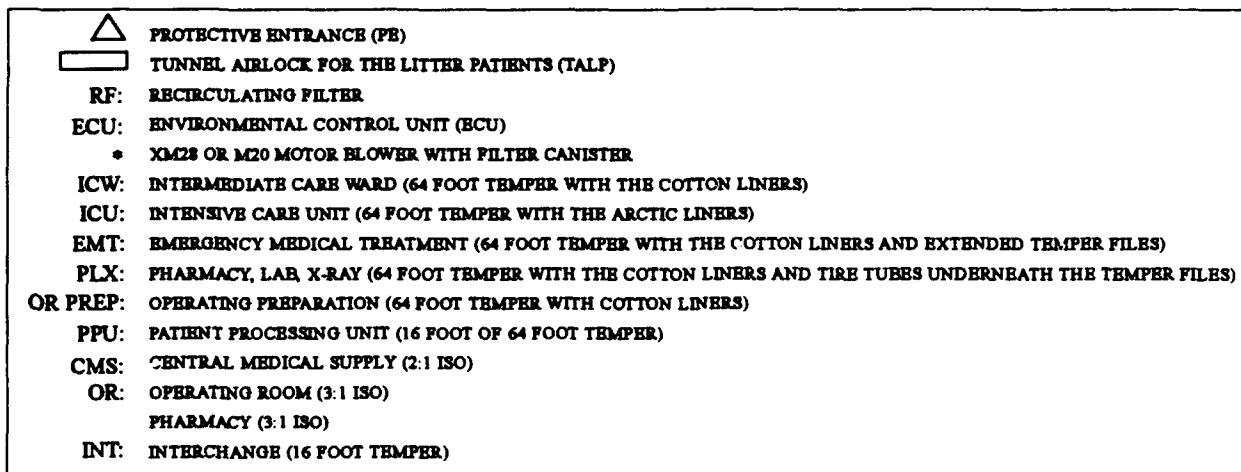 PROTECTIVE ENTRANCE (PE)
TUNNEL AIRLOCK FOR THE LITTER PATIENTS (TALP)
RF: RECIRCULATING FILTER
ECU: ENVIRONMENTAL CONTROL UNIT (ECU)
* XM28 OR M20 MOTOR BLOWER WITH FILTER CANISTER
ICW: INTERMEDIATE CARE WARD (64 FOOT TEMPER WITH THE COTTON LINERS)
ICU: INTENSIVE CARE UNIT (64 FOOT TEMPER WITH THE ARCTIC LINERS)
EMT: EMERGENCY MEDICAL TREATMENT (64 FOOT TEMPER WITH THE COTTON LINERS AND EXTENDED TEMPER FILES)
PLX: PHARMACY, LAB, X-RAY (64 FOOT TEMPER WITH THE COTTON LINERS AND TIRE TUBES UNDERNEATH THE TEMPER FILES)
OR PREP: OPERATING PREPARATION (64 FOOT TEMPER WITH COTTON LINERS)
PPU: PATIENT PROCESSING UNIT (16 FOOT OF 64 FOOT TEMPER)
CMS: CENTRAL MEDICAL SUPPLY (2:1 ISO)
OR: OPERATING ROOM (3:1 ISO)
PHARMACY (3:1 ISO)
INT: INTERCHANGE (16 FOOT TEMPER)